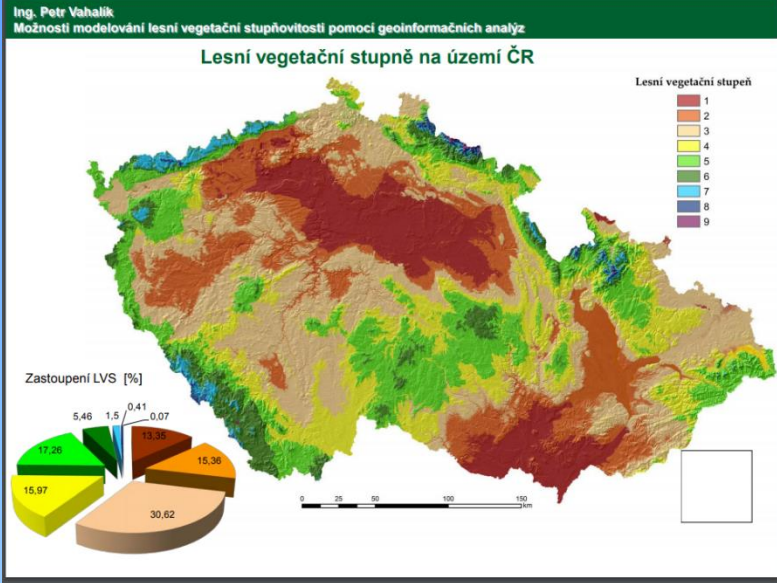 Ing. Petr Vahalík
Možnosti modelování lesní vegetační stupňovitosti pomocí geoinformačních analýz
Lesní vegetační stupně na území ČR
Lesní vegetační stupeň
1
2
3
4
5
6
7
8
9
Zastoupení LVS [%]
0,41
5,46
1,5
0,07
13,35
17,26
15,36
15,97
30,62
0 25 50 100 150
km